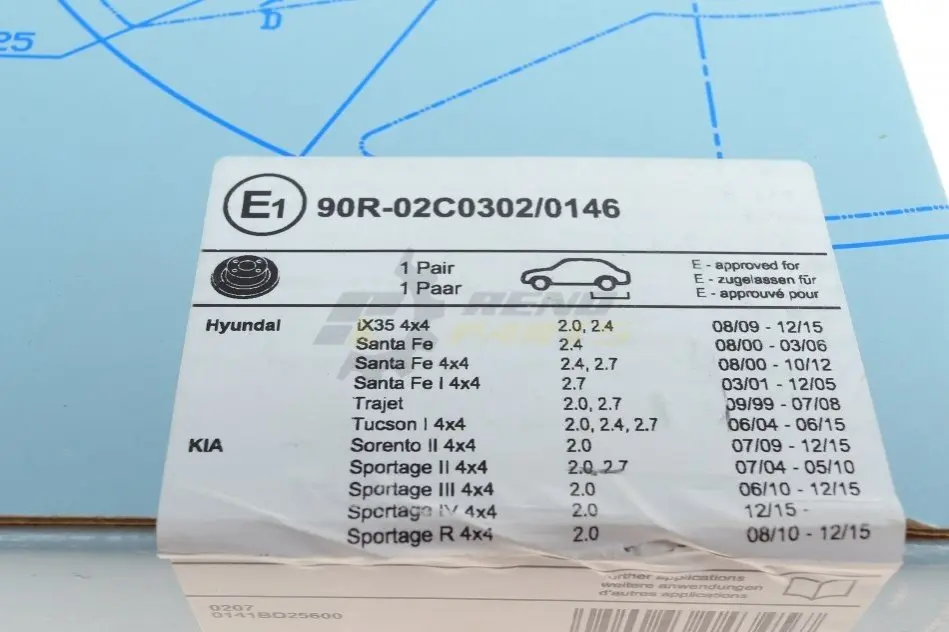 25
D
E1 90R-02C0302/0146
1 Pair
1 Paar
E - approved for
E - zugelassen für
E - approuvé pour
Hyundai iX35 4x4 2.0, 2.4 08/09 - 12/15
Santa Fe 2.4 08/00 - 03/06
Santa Fe 4x4 2.4, 2.7 08/00 - 10/12
Santa Fe I 4x4 2.7 03/01 - 12/05
Trajet 2.0, 2.7 09/99 - 07/08
Tucson I 4x4 2.0, 2.4, 2.7 06/04 - 06/15
KIA Sorento II 4x4 2.0 07/09 - 12/15
Sportage II 4x4 2.0, 2.7 07/04 - 05/10
Sportage III 4x4 2.0 06/10 - 12/15
Sportage IV 4x4 2.0 12/15 -
Sportage R 4x4 2.0 08/10 - 12/15
further applications
weitere anwendungen
d'autres applications
0207
0141BD25600